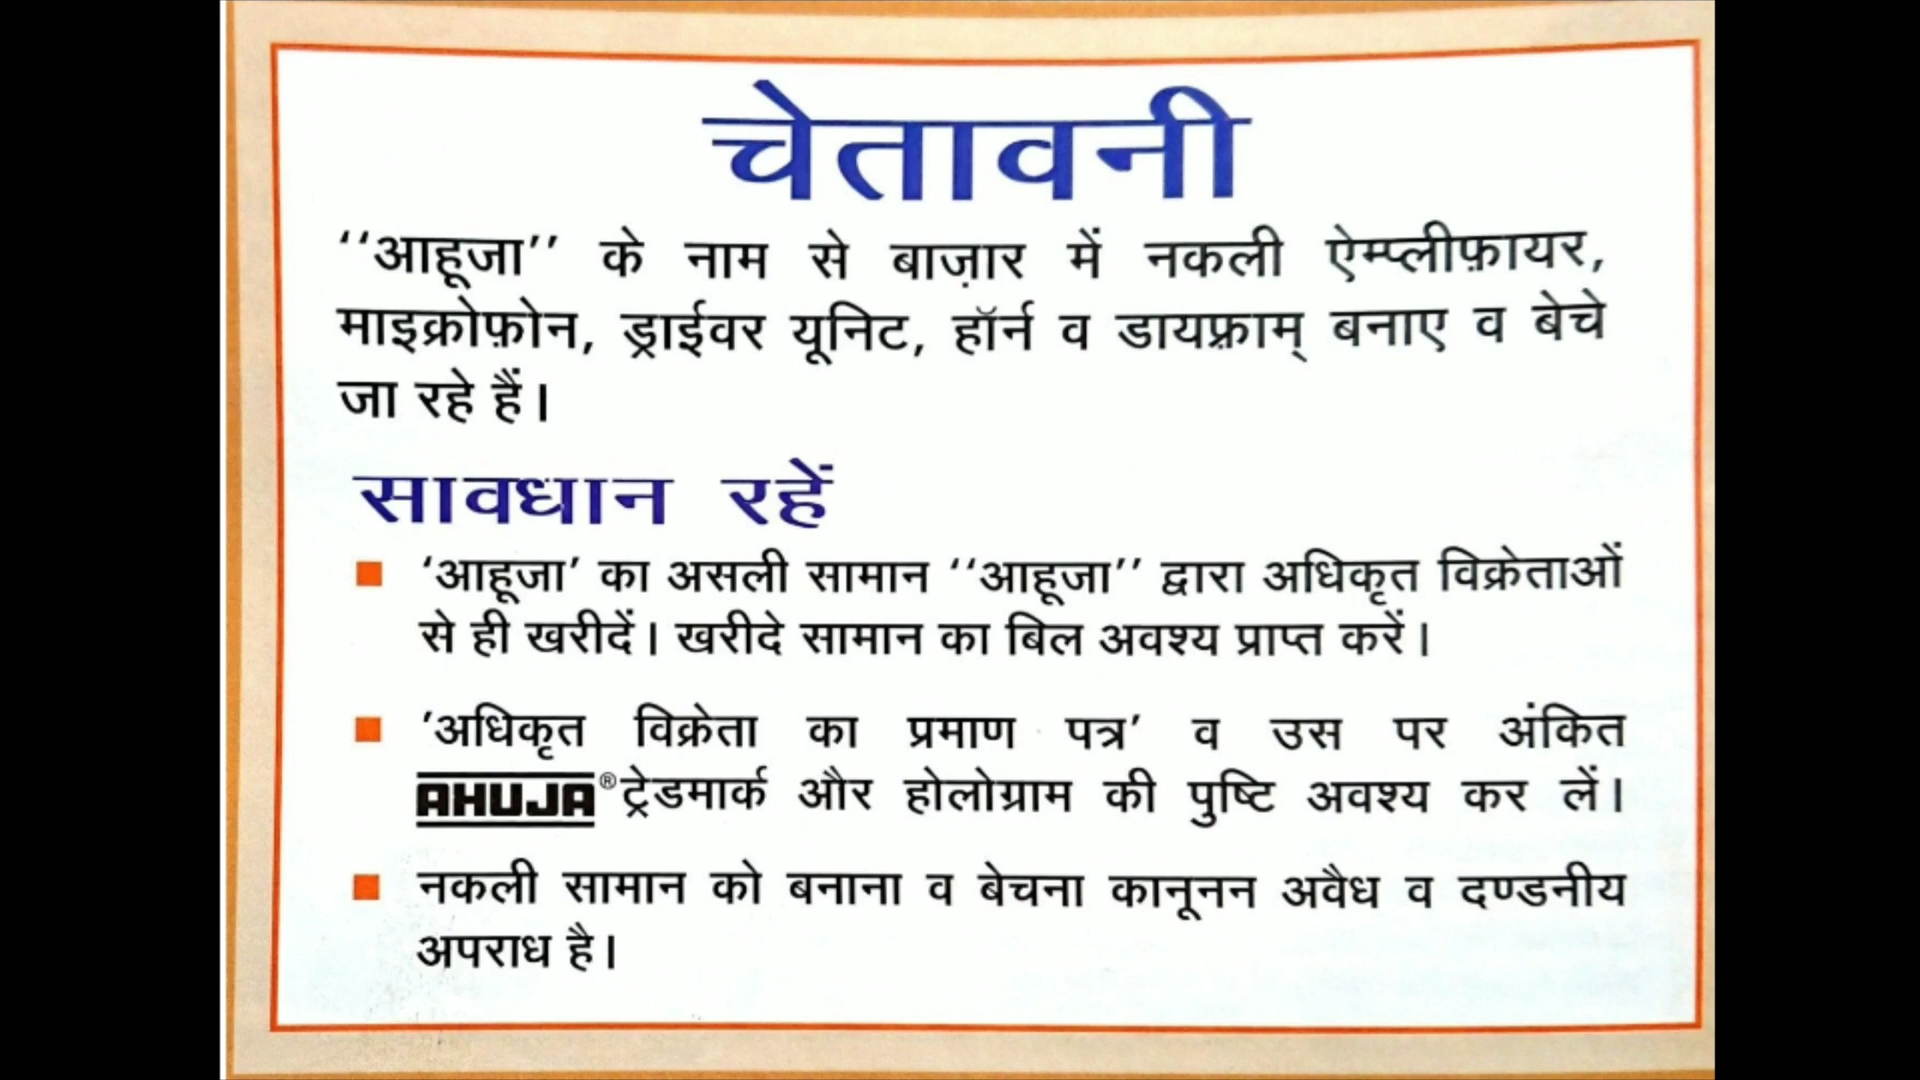 चेतावनी
‘‘आहूजा’’ के नाम से बाज़ार में नकली ऐम्प्लीफ़ायर,
माइक्रोफ़ोन, ड्राईवर यूनिट, हॉर्न व डायफ़्राम् बनाए व बेचे
जा रहे हैं।
सावधान रहें
■ ‘आहूजा’ का असली सामान ‘‘आहूजा’’ द्वारा अधिकृत विक्रेताओं
से ही खरीदें। खरीदे सामान का बिल अवश्य प्राप्त करें।
■ ’अधिकृत विक्रेता का प्रमाण पत्र’ व उस पर अंकित
AHUJA® ट्रेडमार्क और होलोग्राम की पुष्टि अवश्य कर लें।
■ नकली सामान को बनाना व बेचना कानूनन अवैध व दण्डनीय
अपराध है।